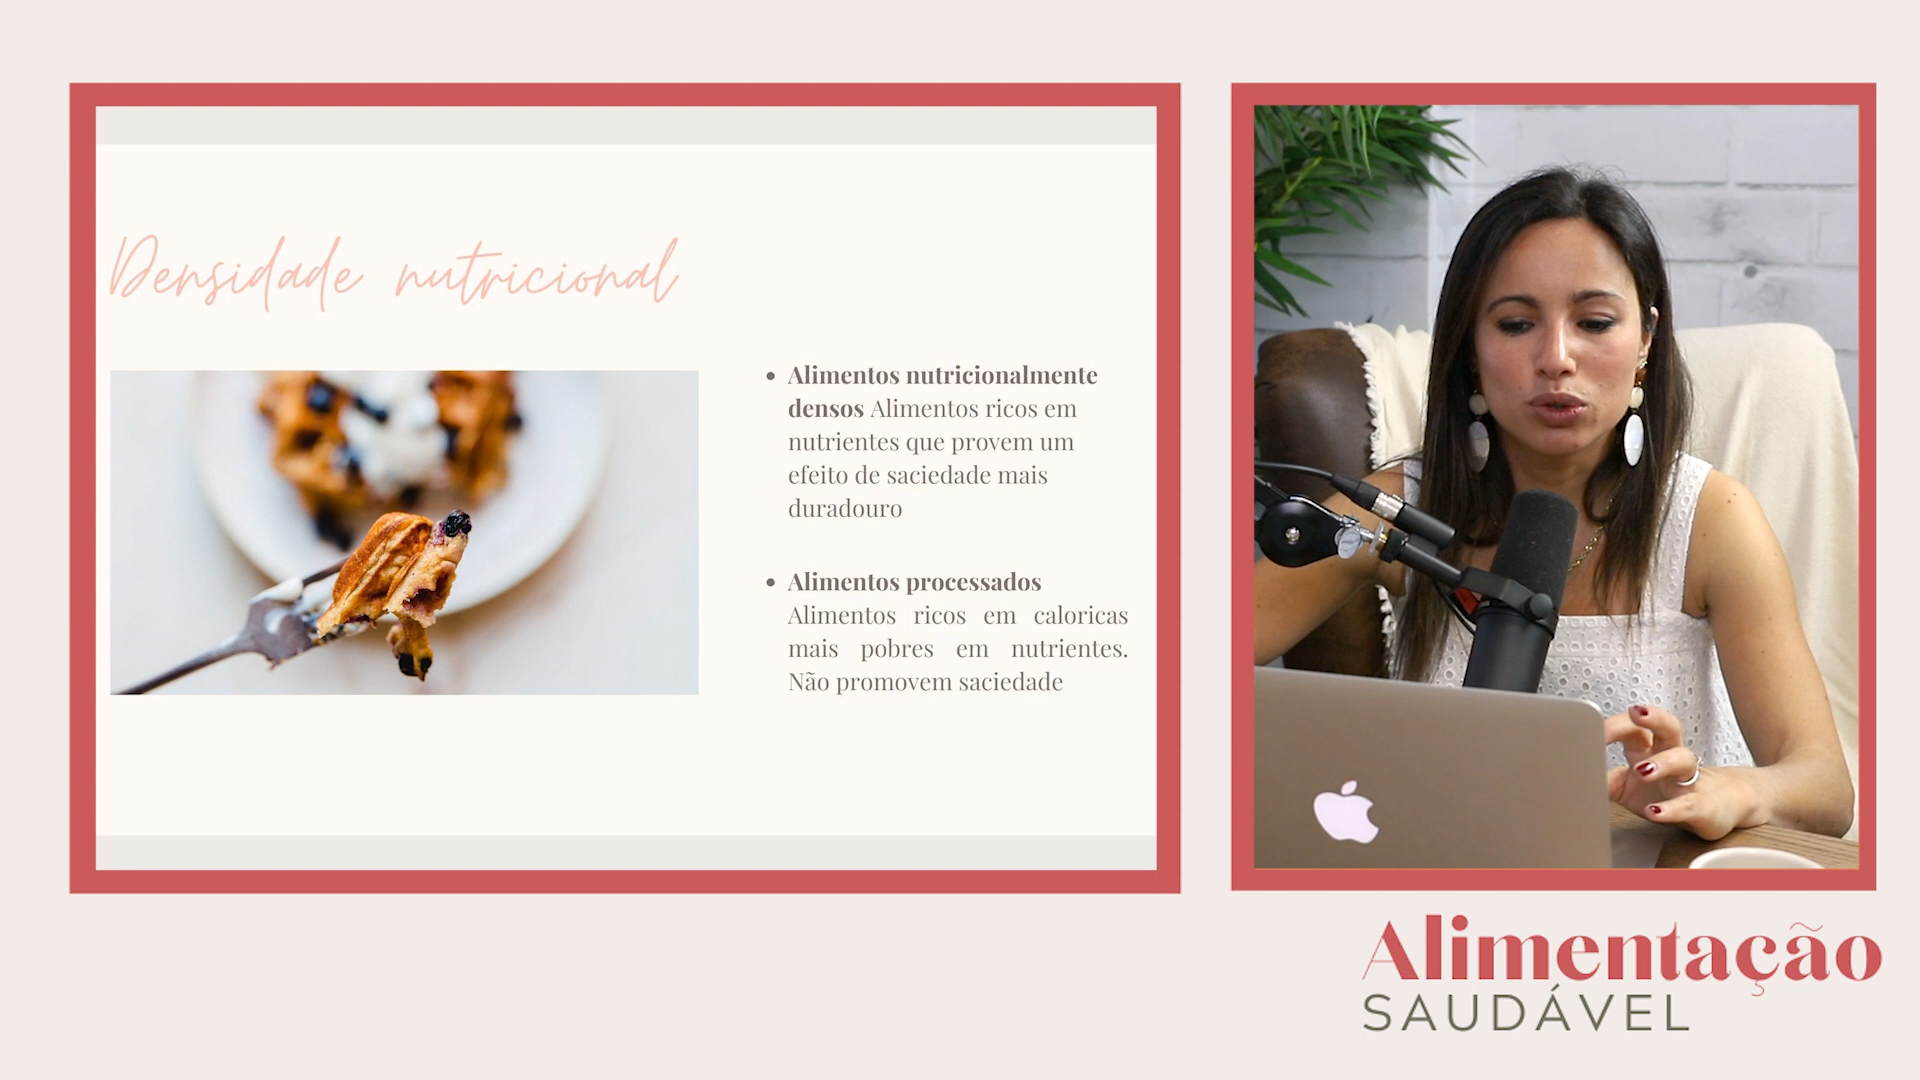 Densidade nutricional
• Alimentos nutricionalmente
densos Alimentos ricos em
nutrientes que provem um
efeito de saciedade mais
duradouro
• Alimentos processados
Alimentos ricos em caloricas
mais pobres em nutrientes.
Não promovem saciedade
Alimentação
SAUDÁVEL